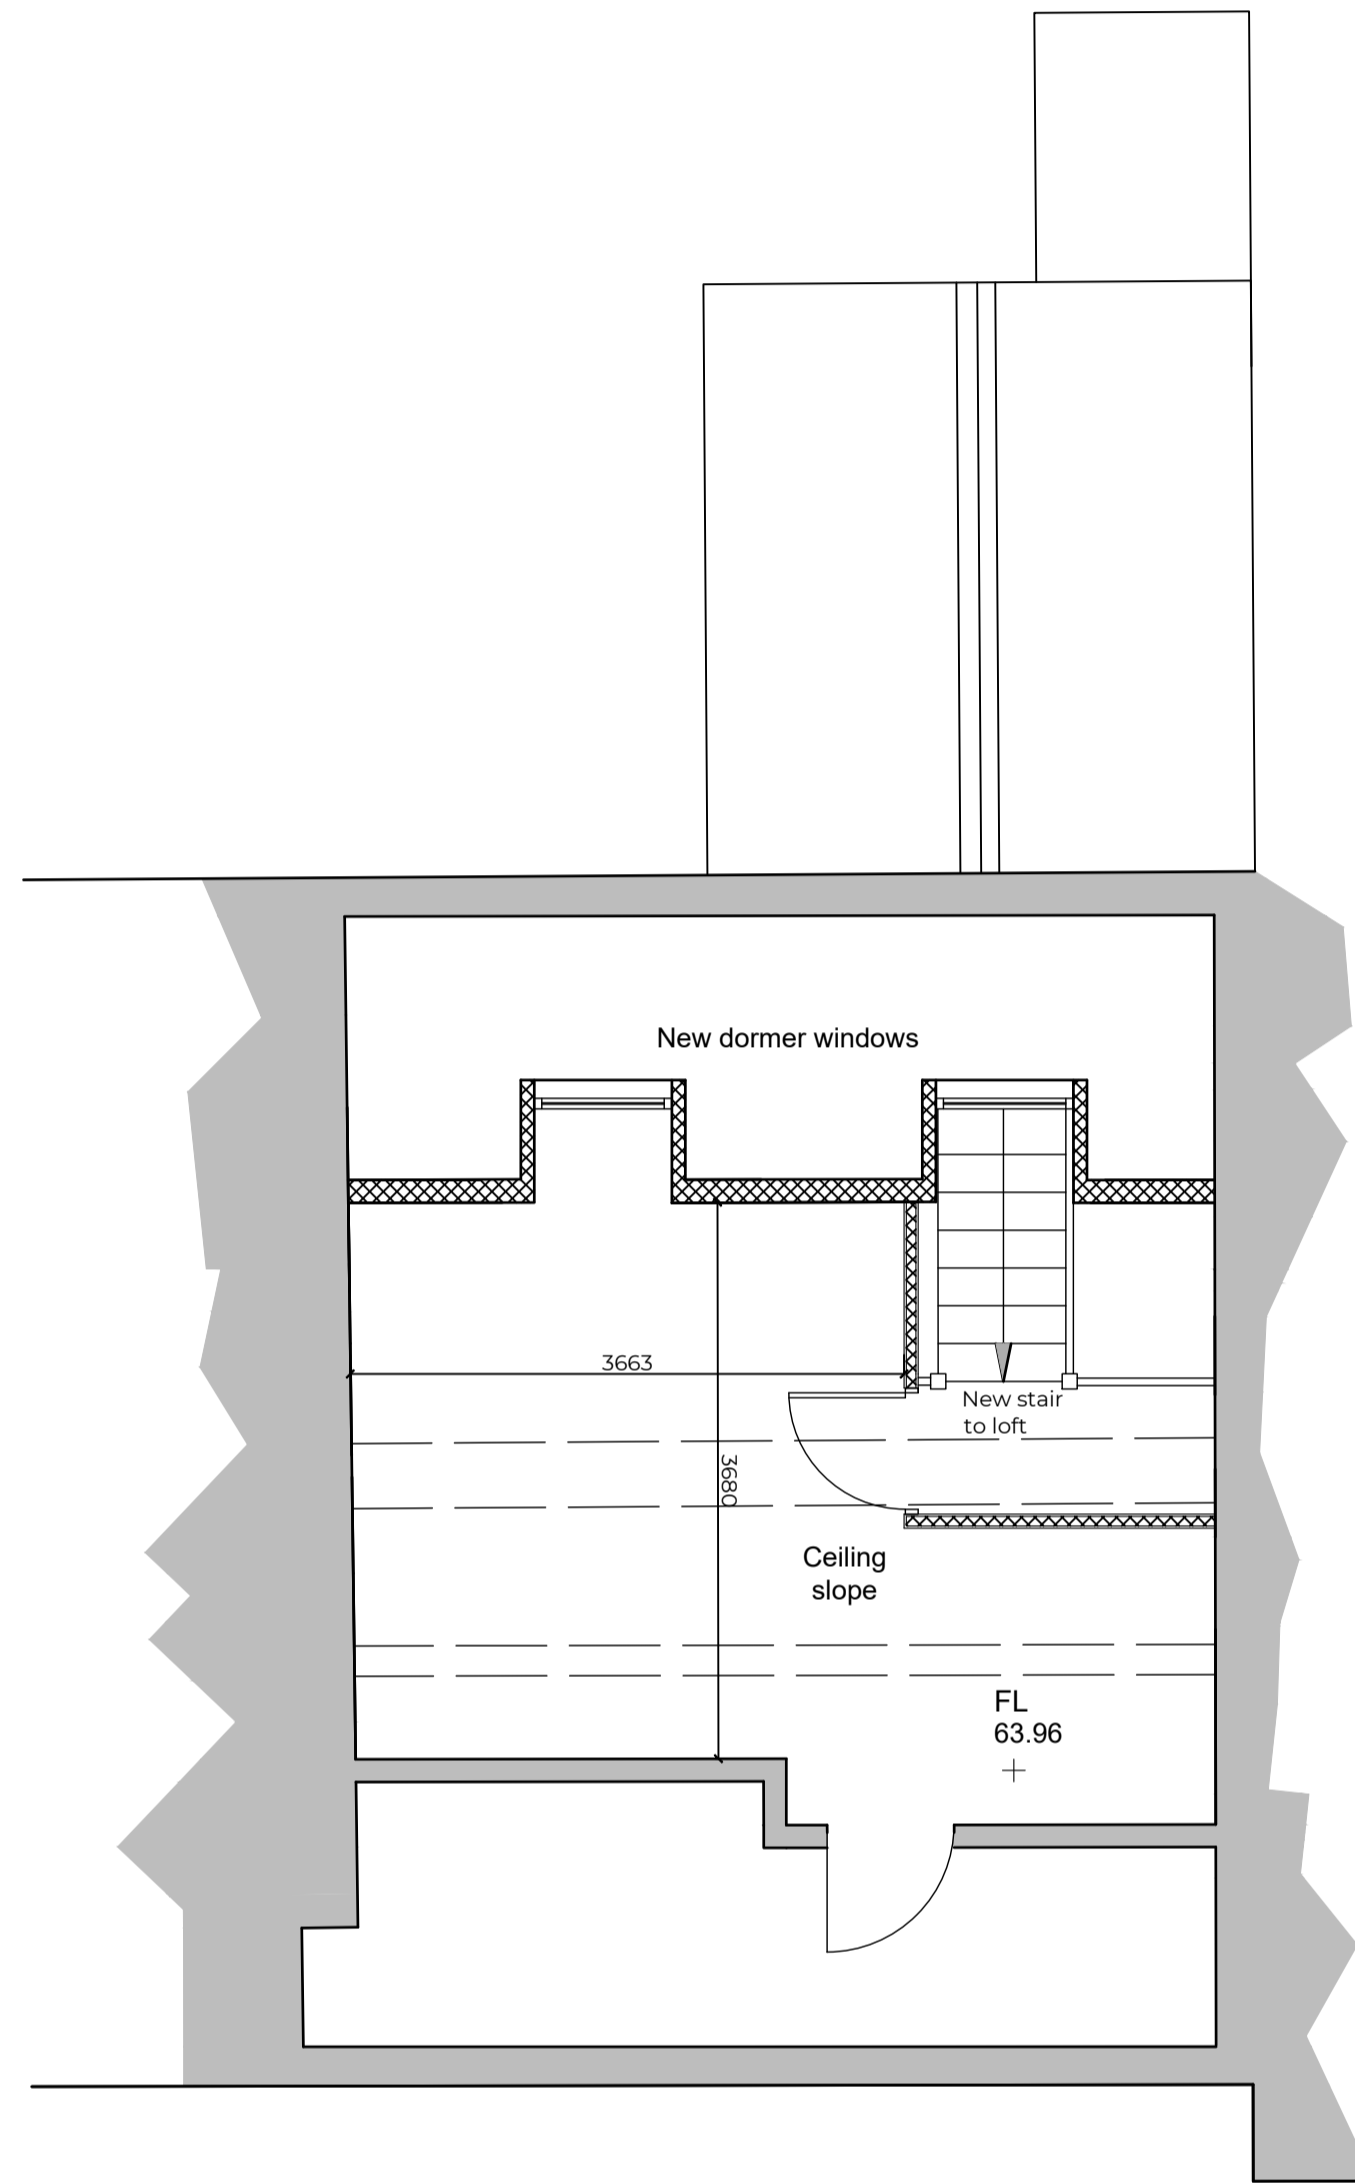 New dormer windows
3663
New stair
to loft
3680
Ceiling
slope
FL
63.96